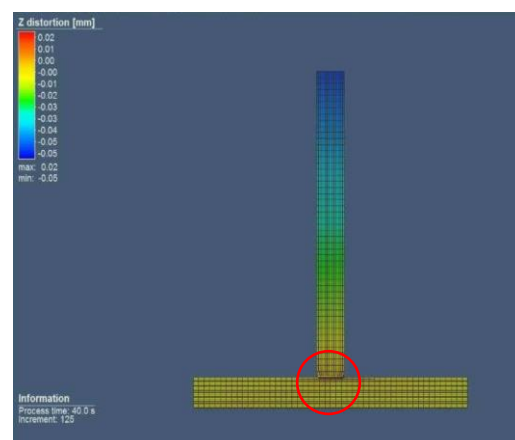 Z distortion [mm]
0.02
0.01
0.00
-0.00
-0.01
-0.02
-0.03
-0.03
-0.04
-0.05
-0.05
max: 0.02
min: -0.05
Information
Process time: 40.0 s
Increment: 125